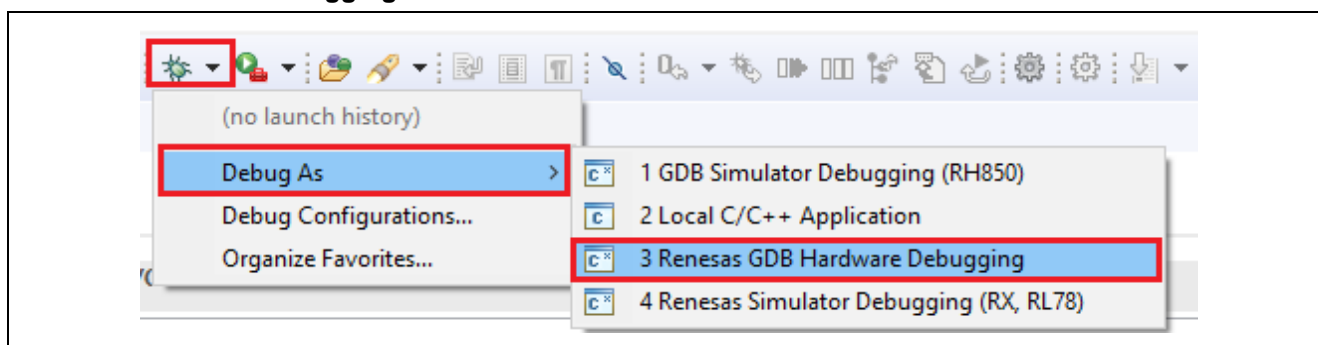 (no launch history)
Debug As
1 GDB Simulator Debugging (RH850)
Debug Configurations...
2 Local C/C++ Application
Organize Favorites...
3 Renesas GDB Hardware Debugging
4 Renesas Simulator Debugging (RX, RL78)